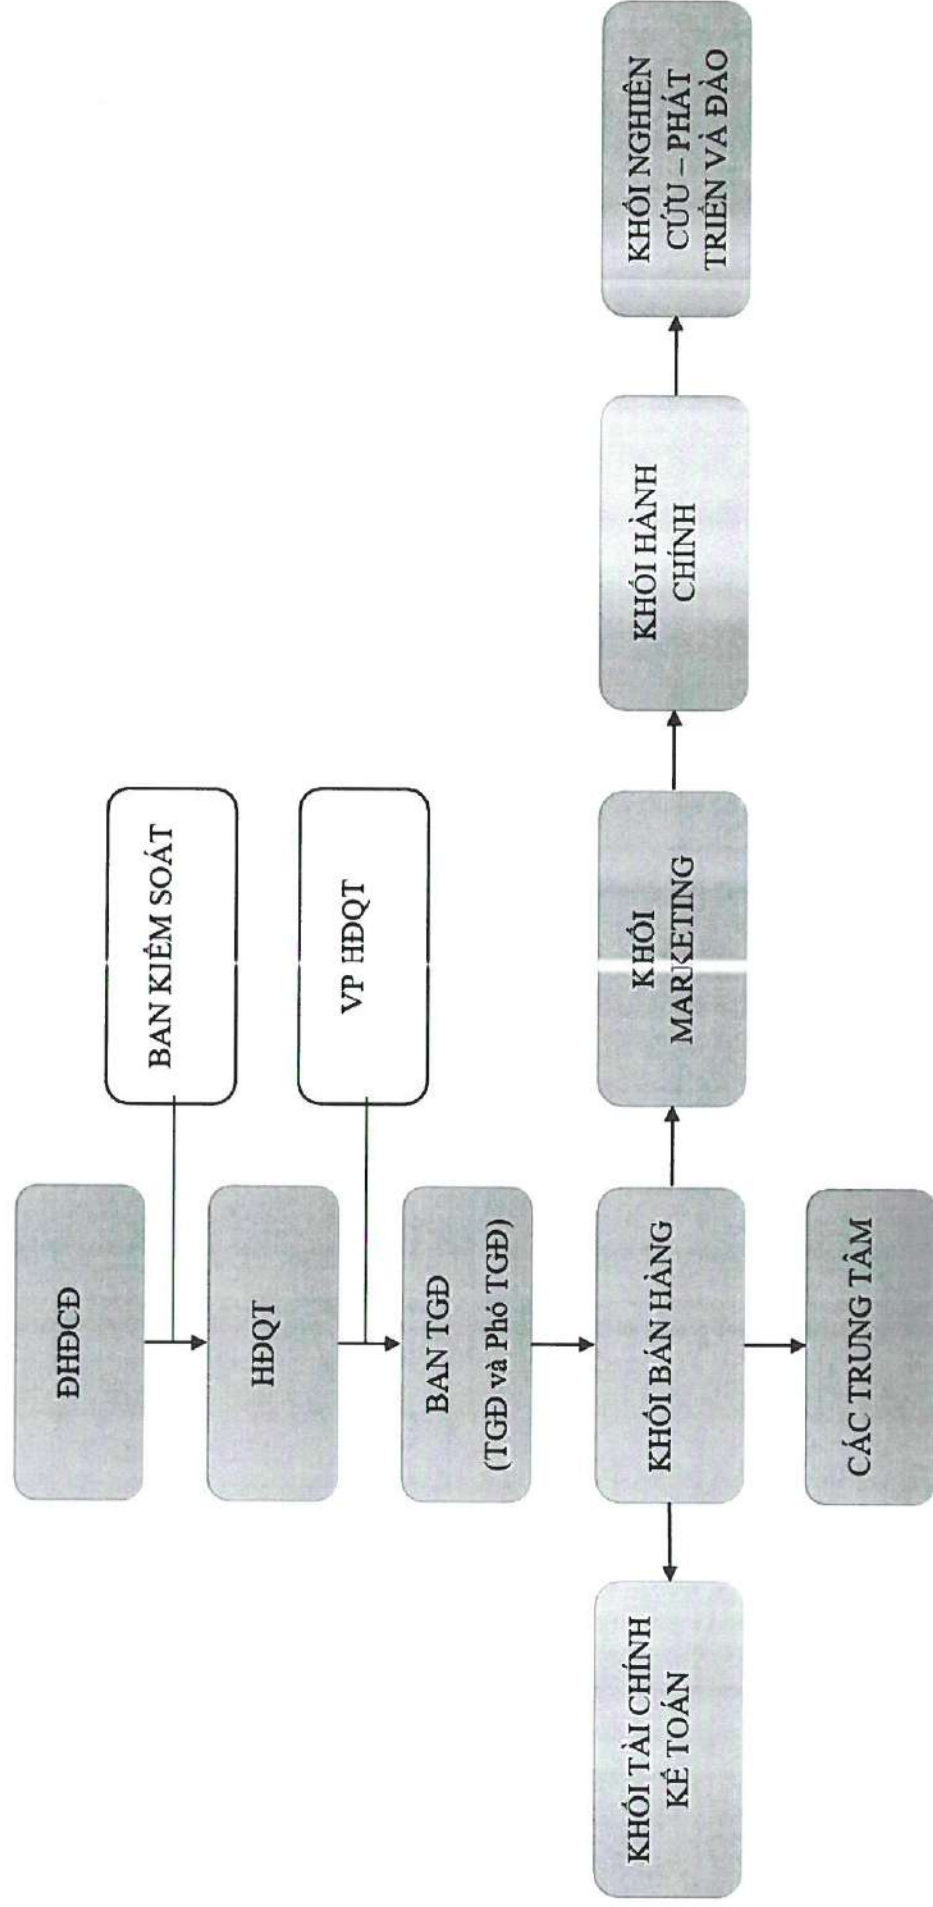 ĐHĐCĐ
BAN KIỂM SOÁT
HĐQT
VP HĐQT
BAN TGĐ
(TGĐ và Phó TGĐ)
KHỐI TÀI CHÍNH
KẾ TOÁN
KHỐI BÁN HÀNG
KHỐI
MARKETING
KHỐI HÀNH
CHÍNH
KHỐI NGHIÊN
CỨU – PHÁT
TRIỂN VÀ ĐÀO
CÁC TRUNG TÂM